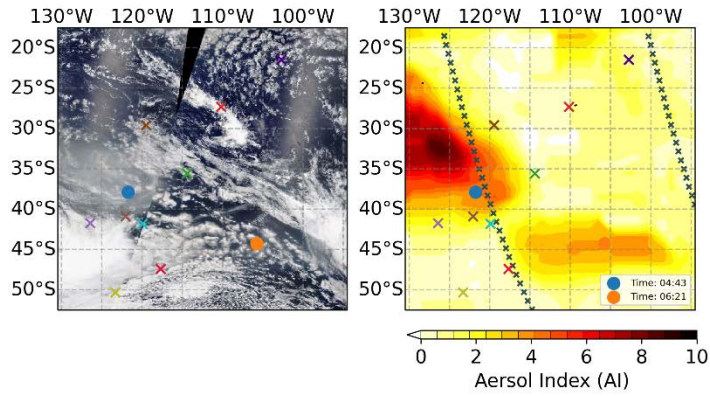 130°W 120°W 110°W 100°W
130°W 120°W 110°W 100°W
20°S
20°S
25°S
25°S
30°S
30°S
35°S
35°S
40°S
40°S
45°S
45°S
50°S
50°S
Time: 04:43
Time: 06:21
0 2 4 6 8 10
Aersol Index (AI)